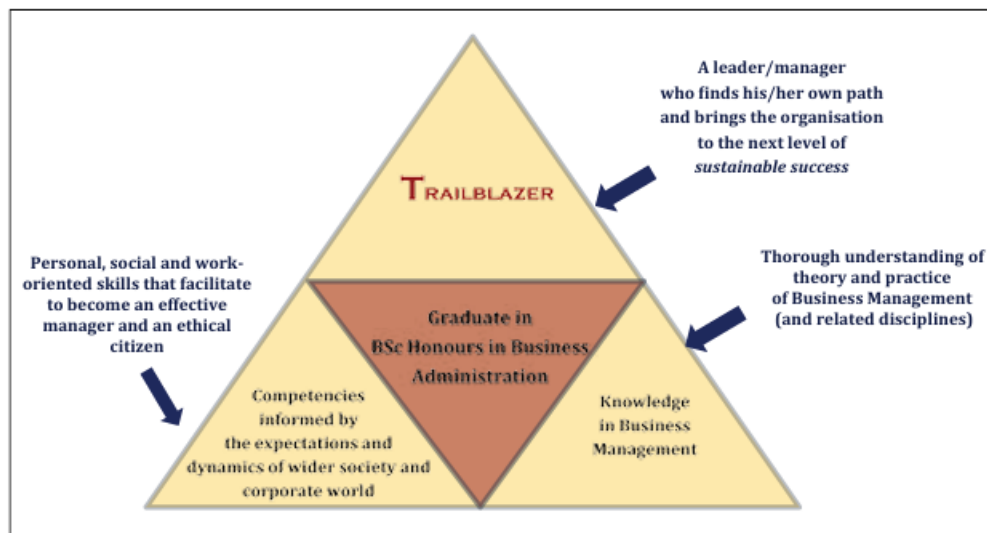 A leader/manager
who finds his/her own path
and brings the organisation
to the next level of
sustainable success
TRAILBLAZER
Personal, social and work-
oriented skills that facilitate
to become an effective
manager and an ethical
citizen
Thorough understanding of
theory and practice
of Business Management
(and related disciplines)
Graduate in
BSc Honours in Business
Administration
Competencies
informed by
the expectations and
dynamics of wider society and
corporate world
Knowledge
in Business
Management